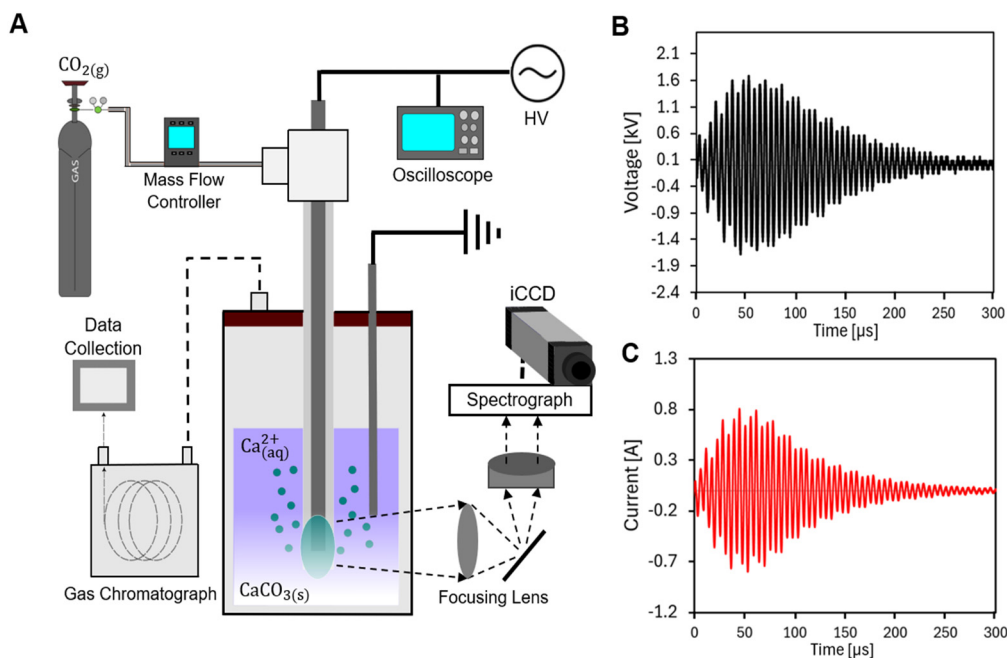 A
CO2(g)
GAS
Mass Flow
Controller
HV
Oscilloscope
iCCD
Data
Collection
Spectrograph
Ca2+(aq)
CaCO3(s)
Gas Chromatograph
Focusing Lens
B
Voltage [kV]
2.1
1.6
1.1
0.6
0.1
-0.4
-0.9
-1.4
-1.9
-2.4
0 50 100 150 200 250 300
Time [µs]
C
Current [A]
1.3
0.8
0.3
-0.2
-0.7
-1.2
0 50 100 150 200 250 300
Time [µs]